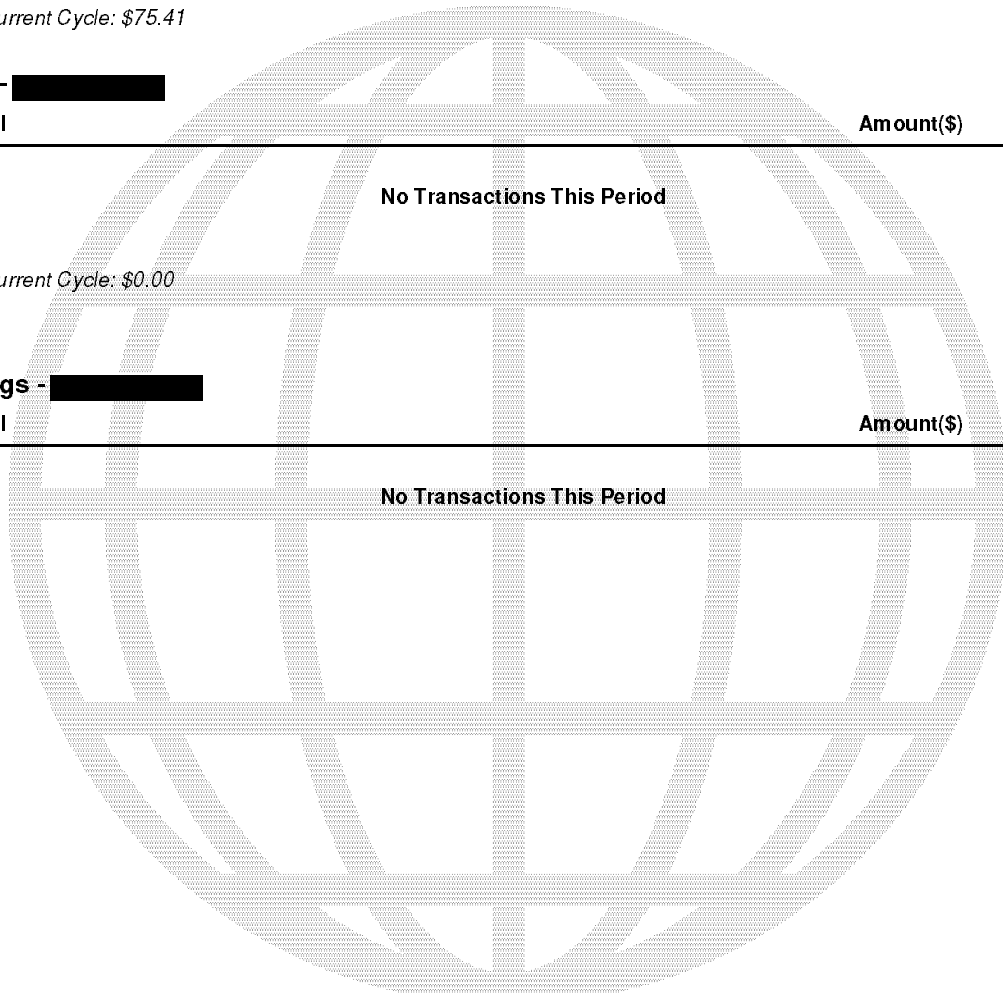 urrent Cycle: $75.41
-
l Amount($)
No Transactions This Period
urrent Cycle: $0.00
gs -
l Amount($)
No Transactions This Period